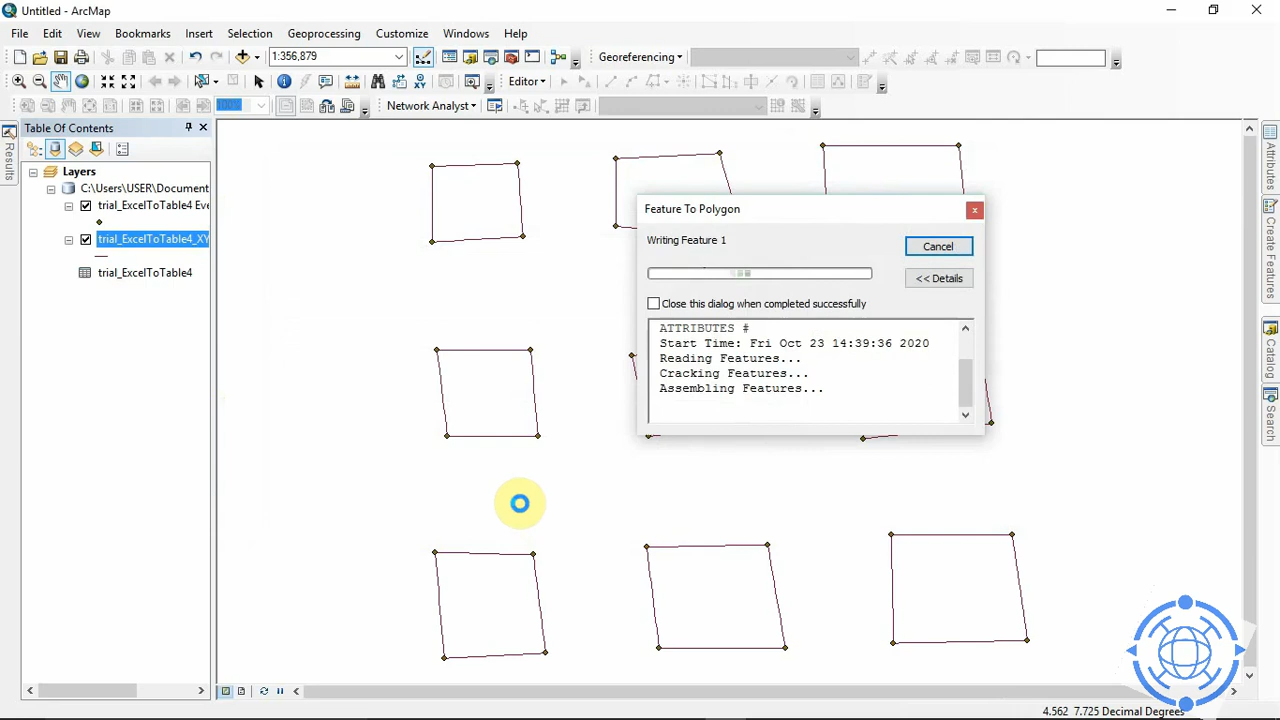 Untitled - ArcMap
File Edit View Bookmarks Insert Selection Geoprocessing Customize Windows Help
1:356,879
Georeferencing
Editor
100%
Network Analyst
Table Of Contents
Layers
C:\Users\USER\Document
trial_ExcelToTable4 Eve
trial_ExcelToTable4_XY
trial_ExcelToTable4
Results
Feature To Polygon
Writing Feature 1
Cancel
<< Details
Close this dialog when completed successfully
ATTRIBUTES #
Start Time: Fri Oct 23 14:39:36 2020
Reading Features...
Cracking Features...
Assembling Features...
Attributes
Create Features
Catalog
Search
4.562 7.725 Decimal Degrees